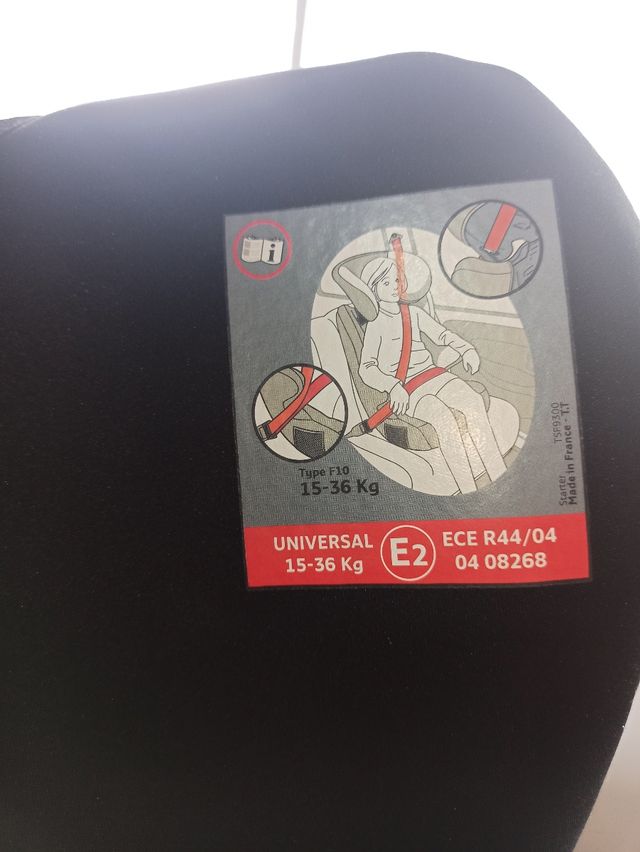 i
Type F10
15-36 Kg
TSF9300
Starter
Made in France - T.T
UNIVERSAL
15-36 Kg
E2
ECE R44/04
04 08268